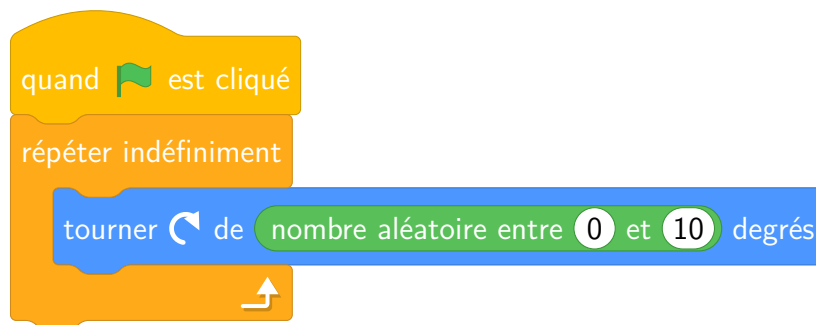 quand est cliqué
répéter indéfiniment
tourner de nombre aléatoire entre 0 et 10 degrés